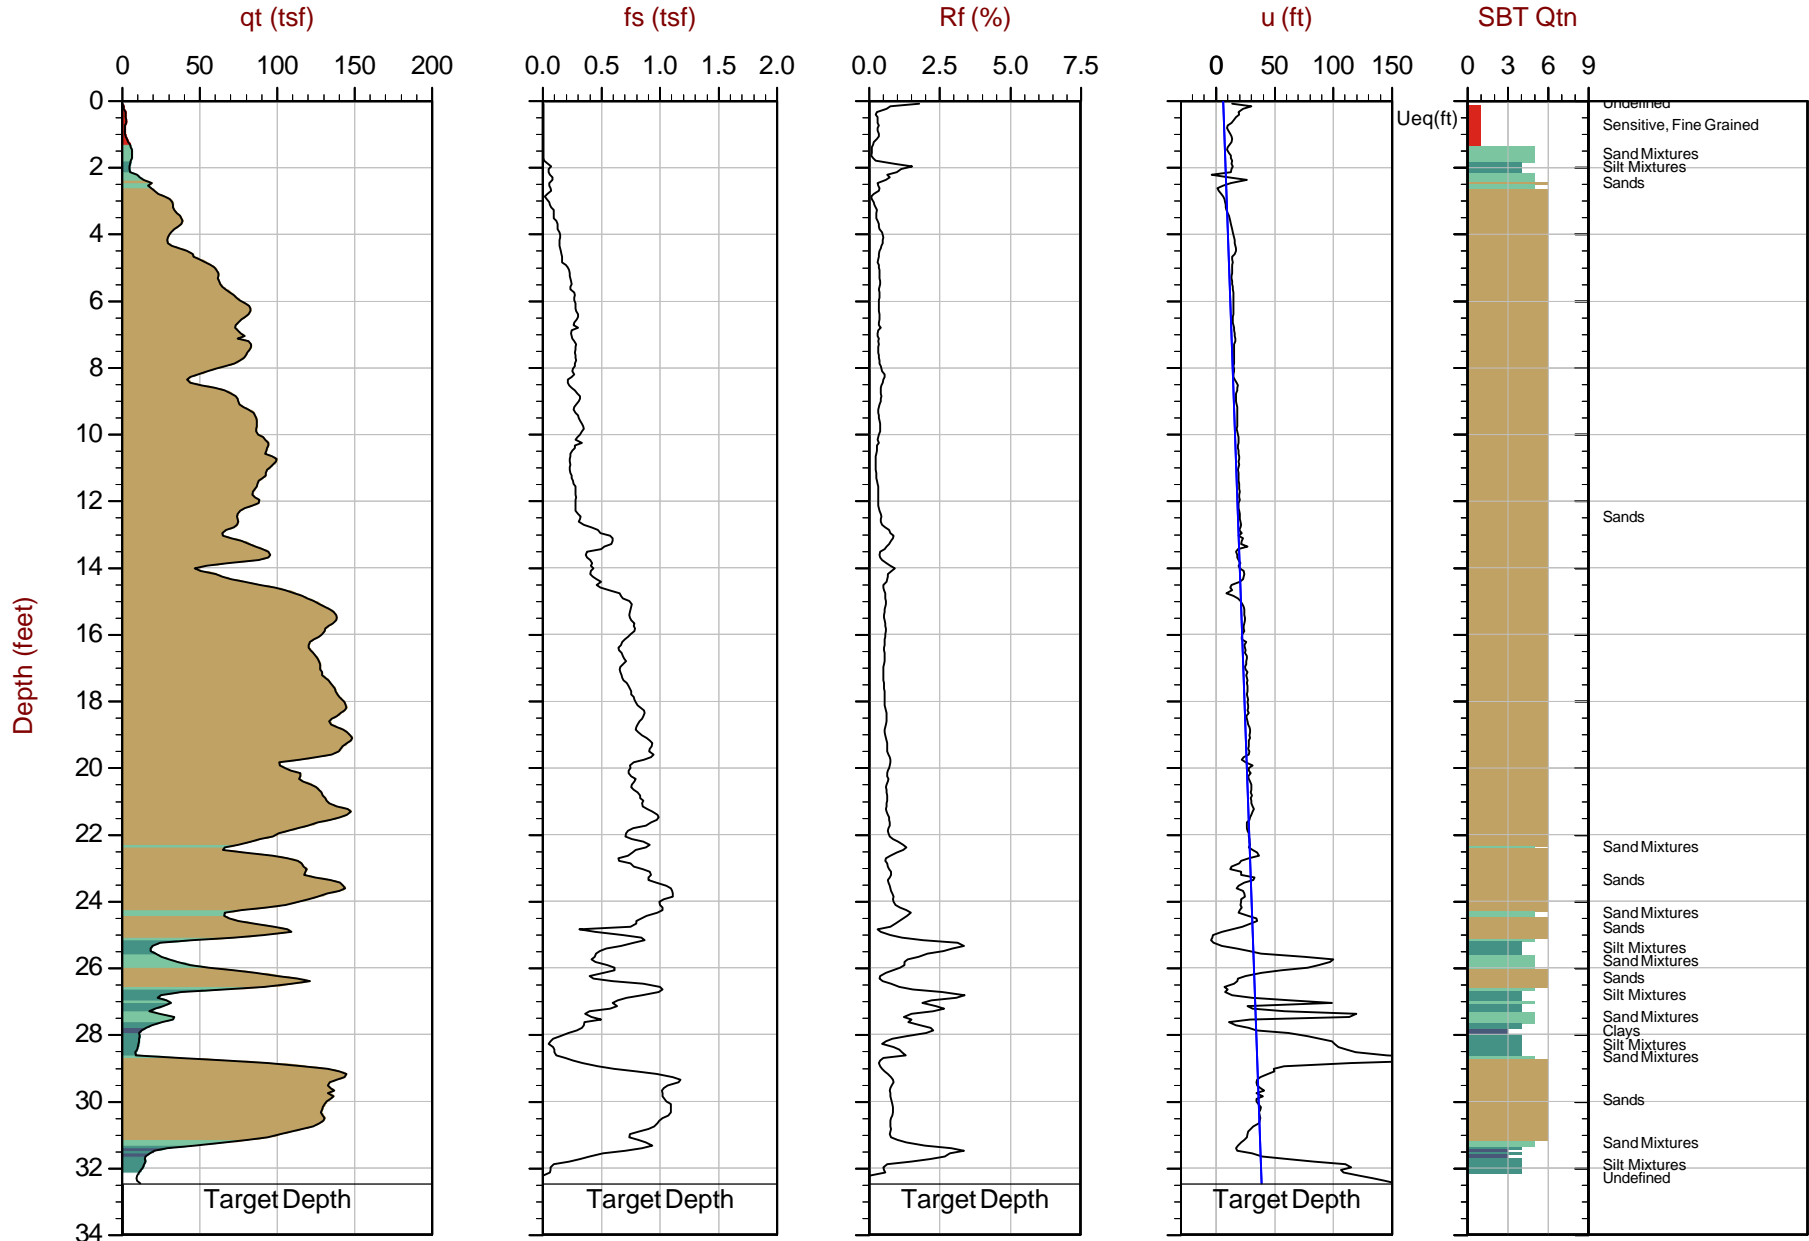 qt (tsf)
fs (tsf)
Rf (%)
u (ft)
SBT Qtn
0 50 100 150 200
0.0 0.5 1.0 1.5 2.0
0.0 2.5 5.0 7.5
0 50 100 150
0 3 6 9
Depth (feet)
0
2
4
6
8
10
12
14
16
18
20
22
24
26
28
30
32
34
Ueq(ft)
Undefined
Sensitive, Fine Grained
Sand Mixtures
Silt Mixtures
Sands
Sands
Sand Mixtures
Sands
Sand Mixtures
Sands
Silt Mixtures
Sand Mixtures
Sands
Silt Mixtures
Sand Mixtures
Clays
Silt Mixtures
Sand Mixtures
Sands
Sand Mixtures
Silt Mixtures
Undefined
Target Depth
Target Depth
Target Depth
Target Depth